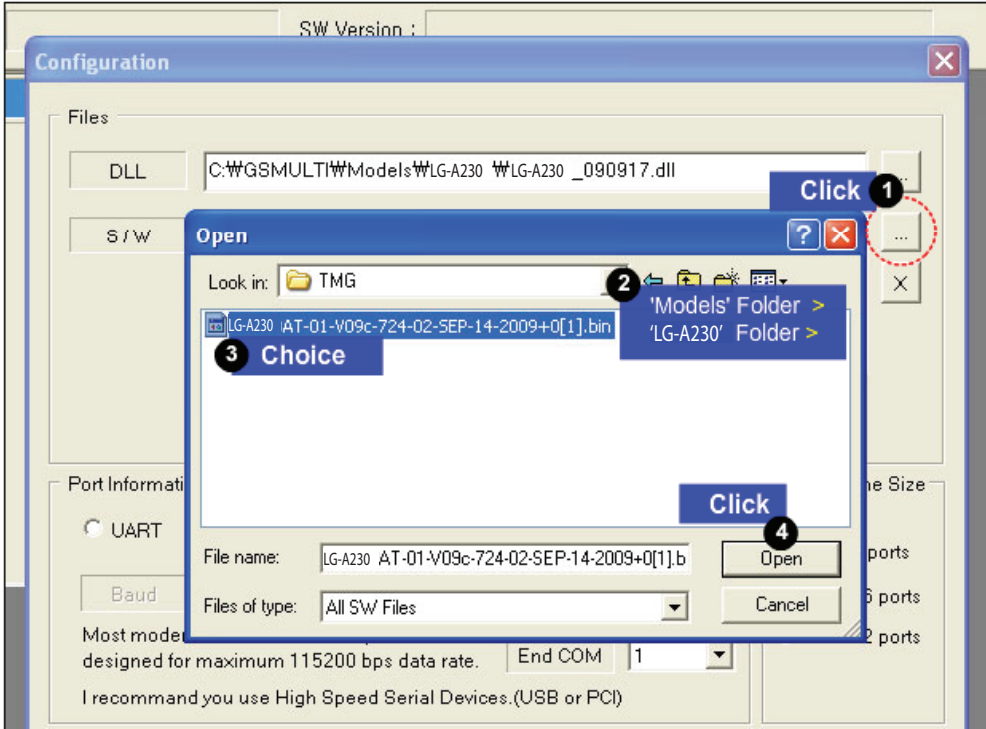 SW Version :
Configuration
Files
DLL
C:₩GSMULTI₩Models₩LG-A230 ₩LG-A230 _090917.dll
...
Click 1
S / W
...
X
Open
Look in: TMG
2
'Models' Folder >
'LG-A230' Folder >
LG-A230 AT-01-V09c-724-02-SEP-14-2009+0[1].bin
3 Choice
Click
4
File name: LG-A230 AT-01-V09c-724-02-SEP-14-2009+0[1].b
Open
Files of type: All SW Files
Cancel
Port Informati
UART
Baud
Most mode
designed for maximum 115200 bps data rate.
End COM 1
I recommand you use High Speed Serial Devices.(USB or PCI)
Size
ports
ports
2 ports